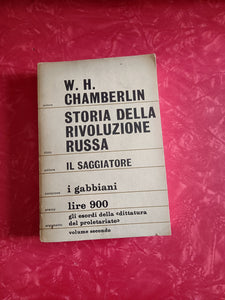 W. H.
CHAMBERLIN
STORIA DELLA
RIVOLUZIONE
RUSSA
IL SAGGIATORE
i gabbiani
lire 900
gli esordi della «dittatura
del proletariato»
volume secondo